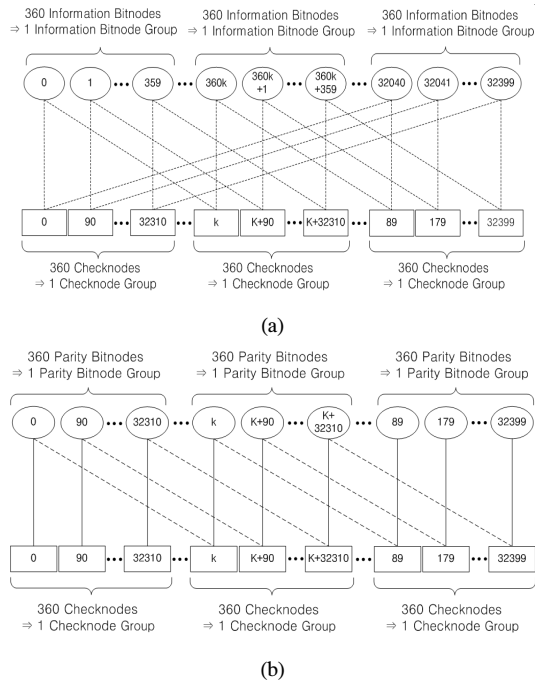 360 Information Bitnodes 360 Information Bitnodes 360 Information Bitnodes
⇒ 1 Information Bitnode Group ⇒ 1 Information Bitnode Group ⇒ 1 Information Bitnode Group
0 1 ••• 359 ••• 360k 360k +1 ••• 360k +359 ••• 32040 32041 ••• 32399
0 90 ••• 32310 ••• k K+90 ••• K+32310 ••• 89 179 ••• 32399
360 Checknodes 360 Checknodes 360 Checknodes
⇒ 1 Checknode Group ⇒ 1 Checknode Group ⇒ 1 Checknode Group
(a)
360 Parity Bitnodes 360 Parity Bitnodes 360 Parity Bitnodes
⇒ 1 Parity Bitnode Group ⇒ 1 Parity Bitnode Group ⇒ 1 Parity Bitnode Group
0 90 ••• 32310 ••• k K+90 ••• K+ 32310 ••• 89 179 ••• 32399
0 90 ••• 32310 ••• k K+90 ••• K+32310 ••• 89 179 ••• 32399
360 Checknodes 360 Checknodes 360 Checknodes
⇒ 1 Checknode Group ⇒ 1 Checknode Group ⇒ 1 Checknode Group
(b)